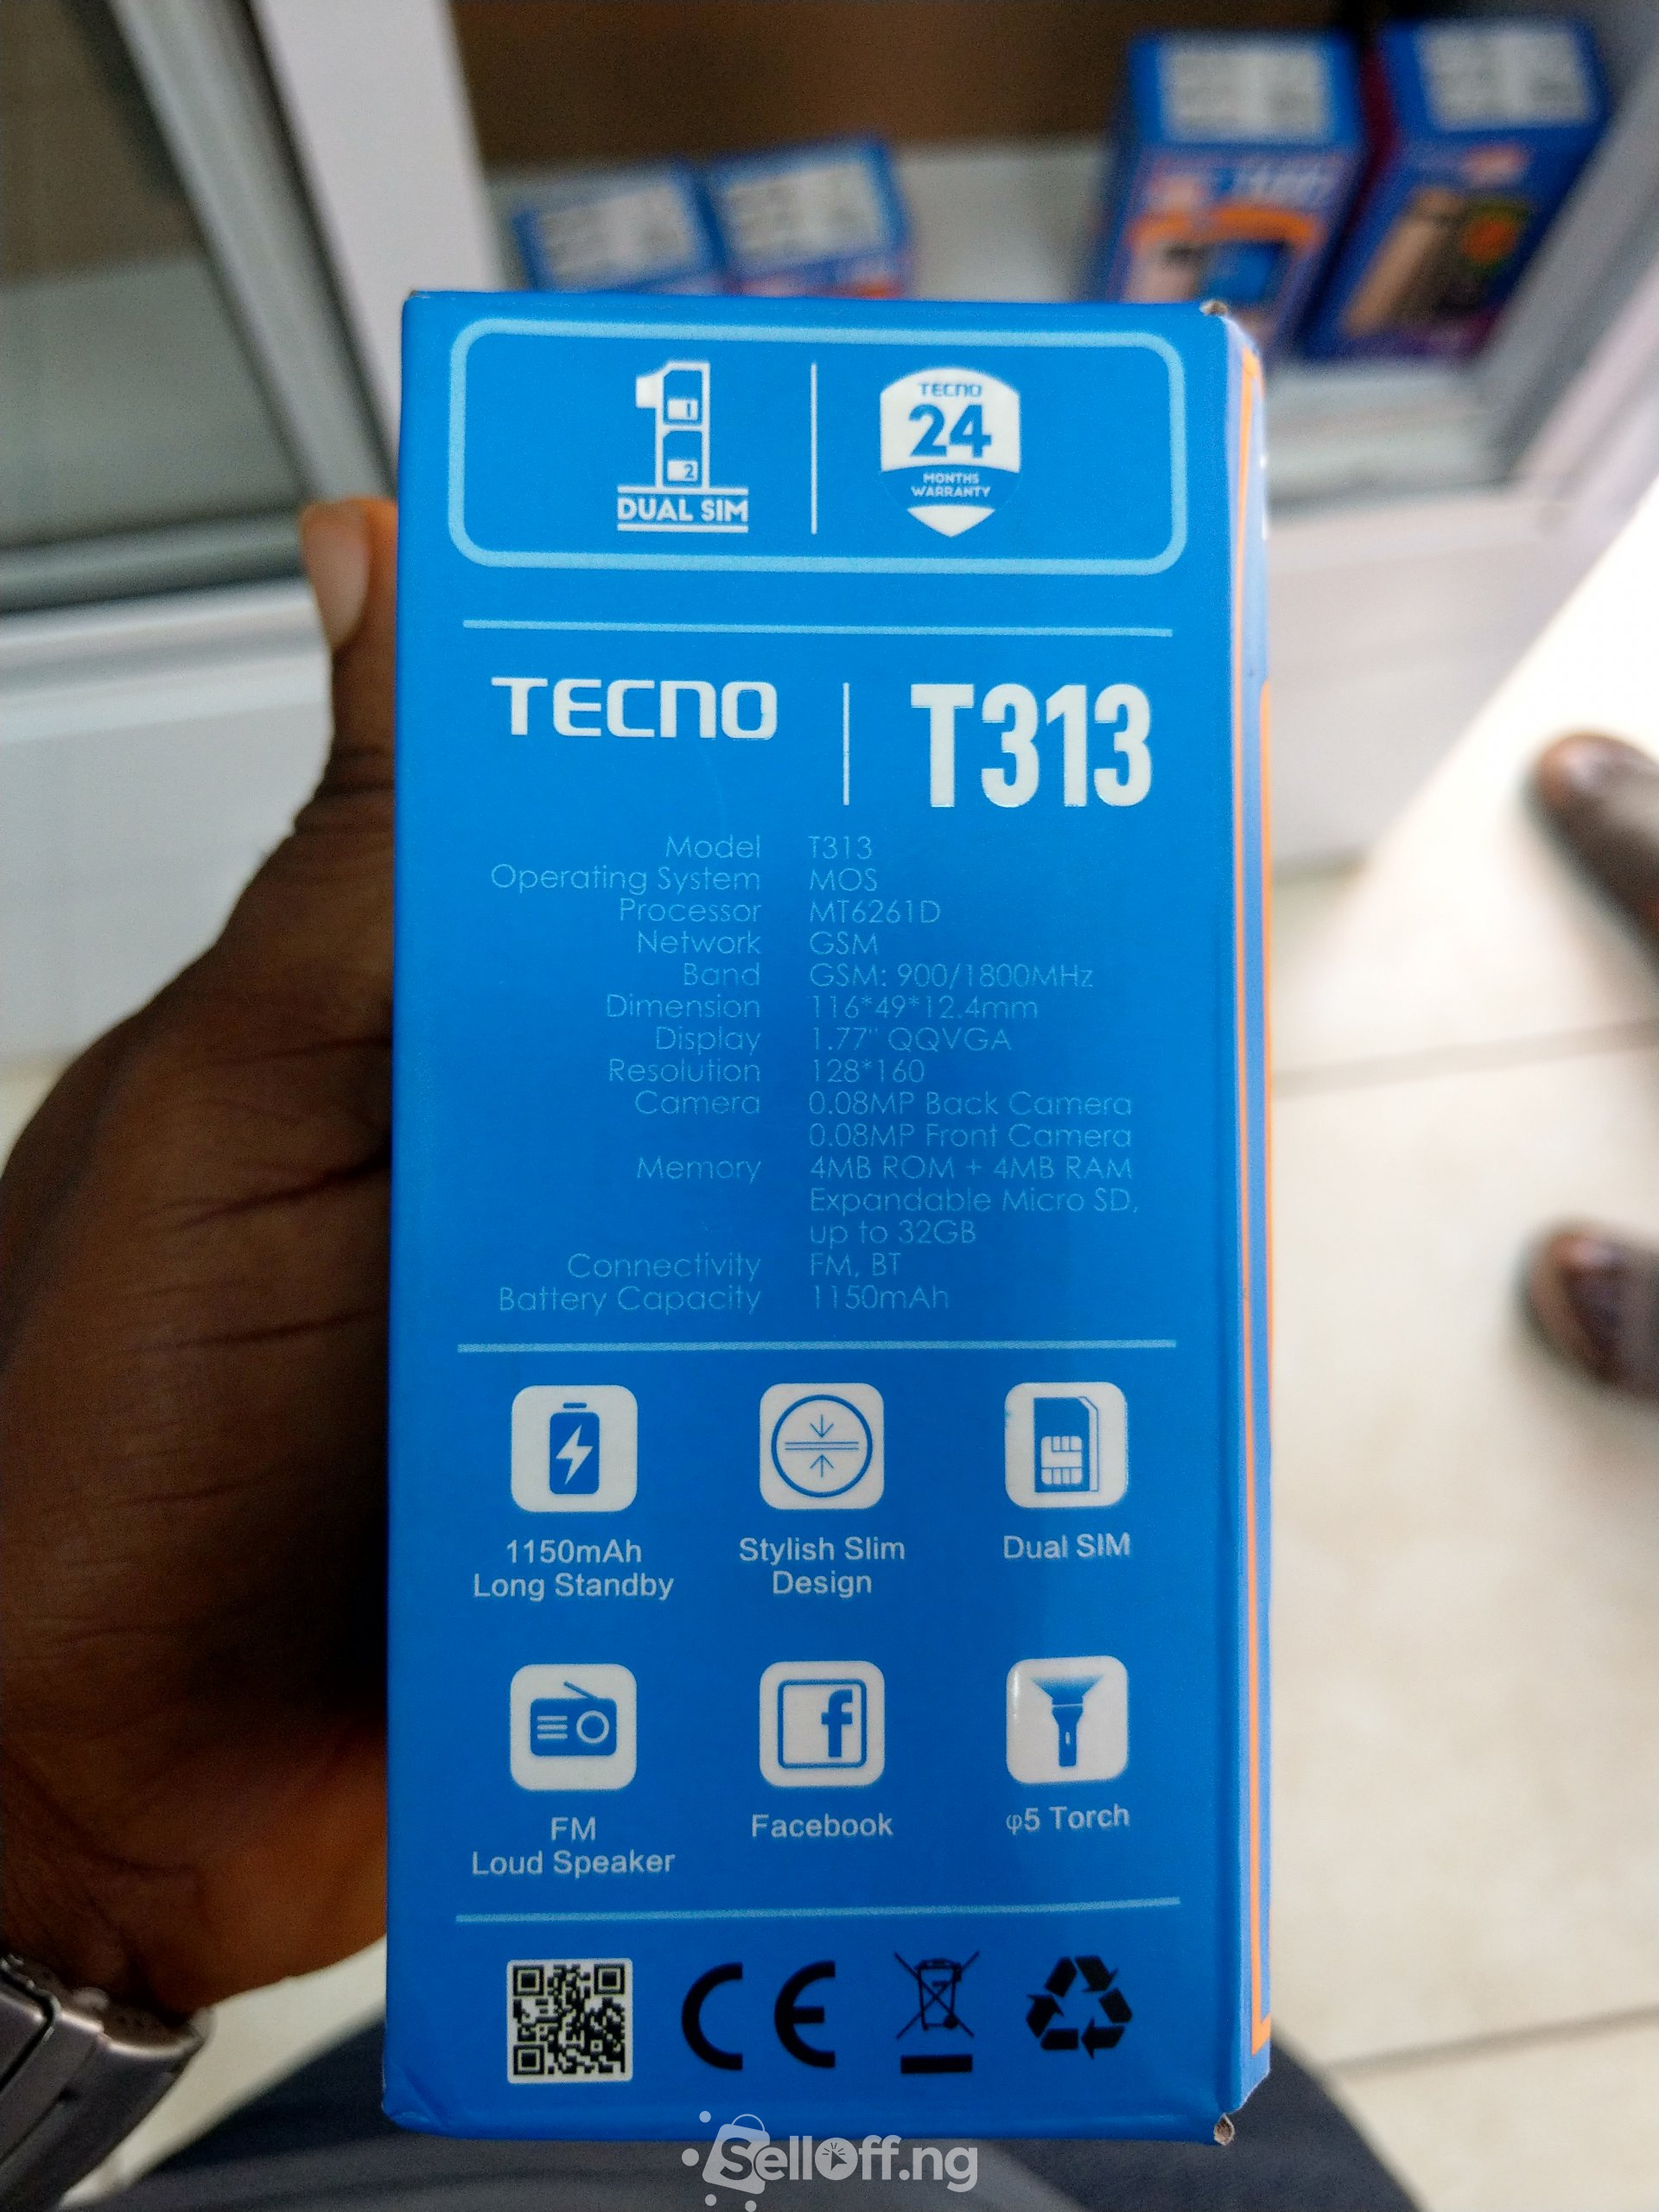 1
2
DUAL SIM
TECNO
24
MONTHS
WARRANTY
TECNO | T313
Model T313
Operating System MOS
Processor MT6261D
Network GSM
Band GSM: 900/1800MHz
Dimension 116*49*12.4mm
Display 1.77" QQVGA
Resolution 128*160
Camera 0.08MP Back Camera
0.08MP Front Camera
Memory 4MB ROM + 4MB RAM
Expandable Micro SD,
up to 32GB
Connectivity FM, BT
Battery Capacity 1150mAh
1150mAh
Long Standby
Stylish Slim
Design
Dual SIM
FM
Loud Speaker
Facebook
φ5 Torch
CE
SellOff.ng